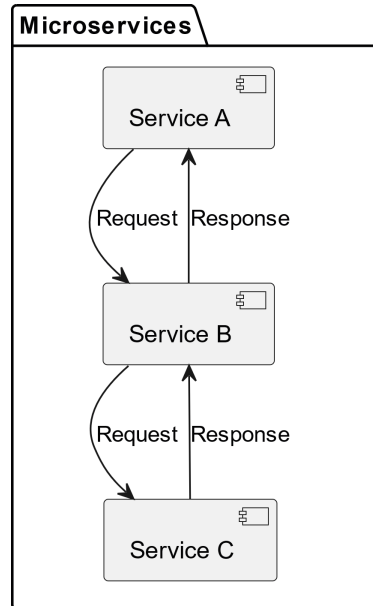 Microservices
Service A
Request Response
Service B
Request Response
Service C